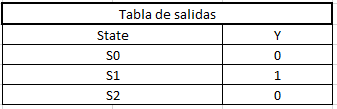 Tabla de salidas
State Y
S0 0
S1 1
S2 0